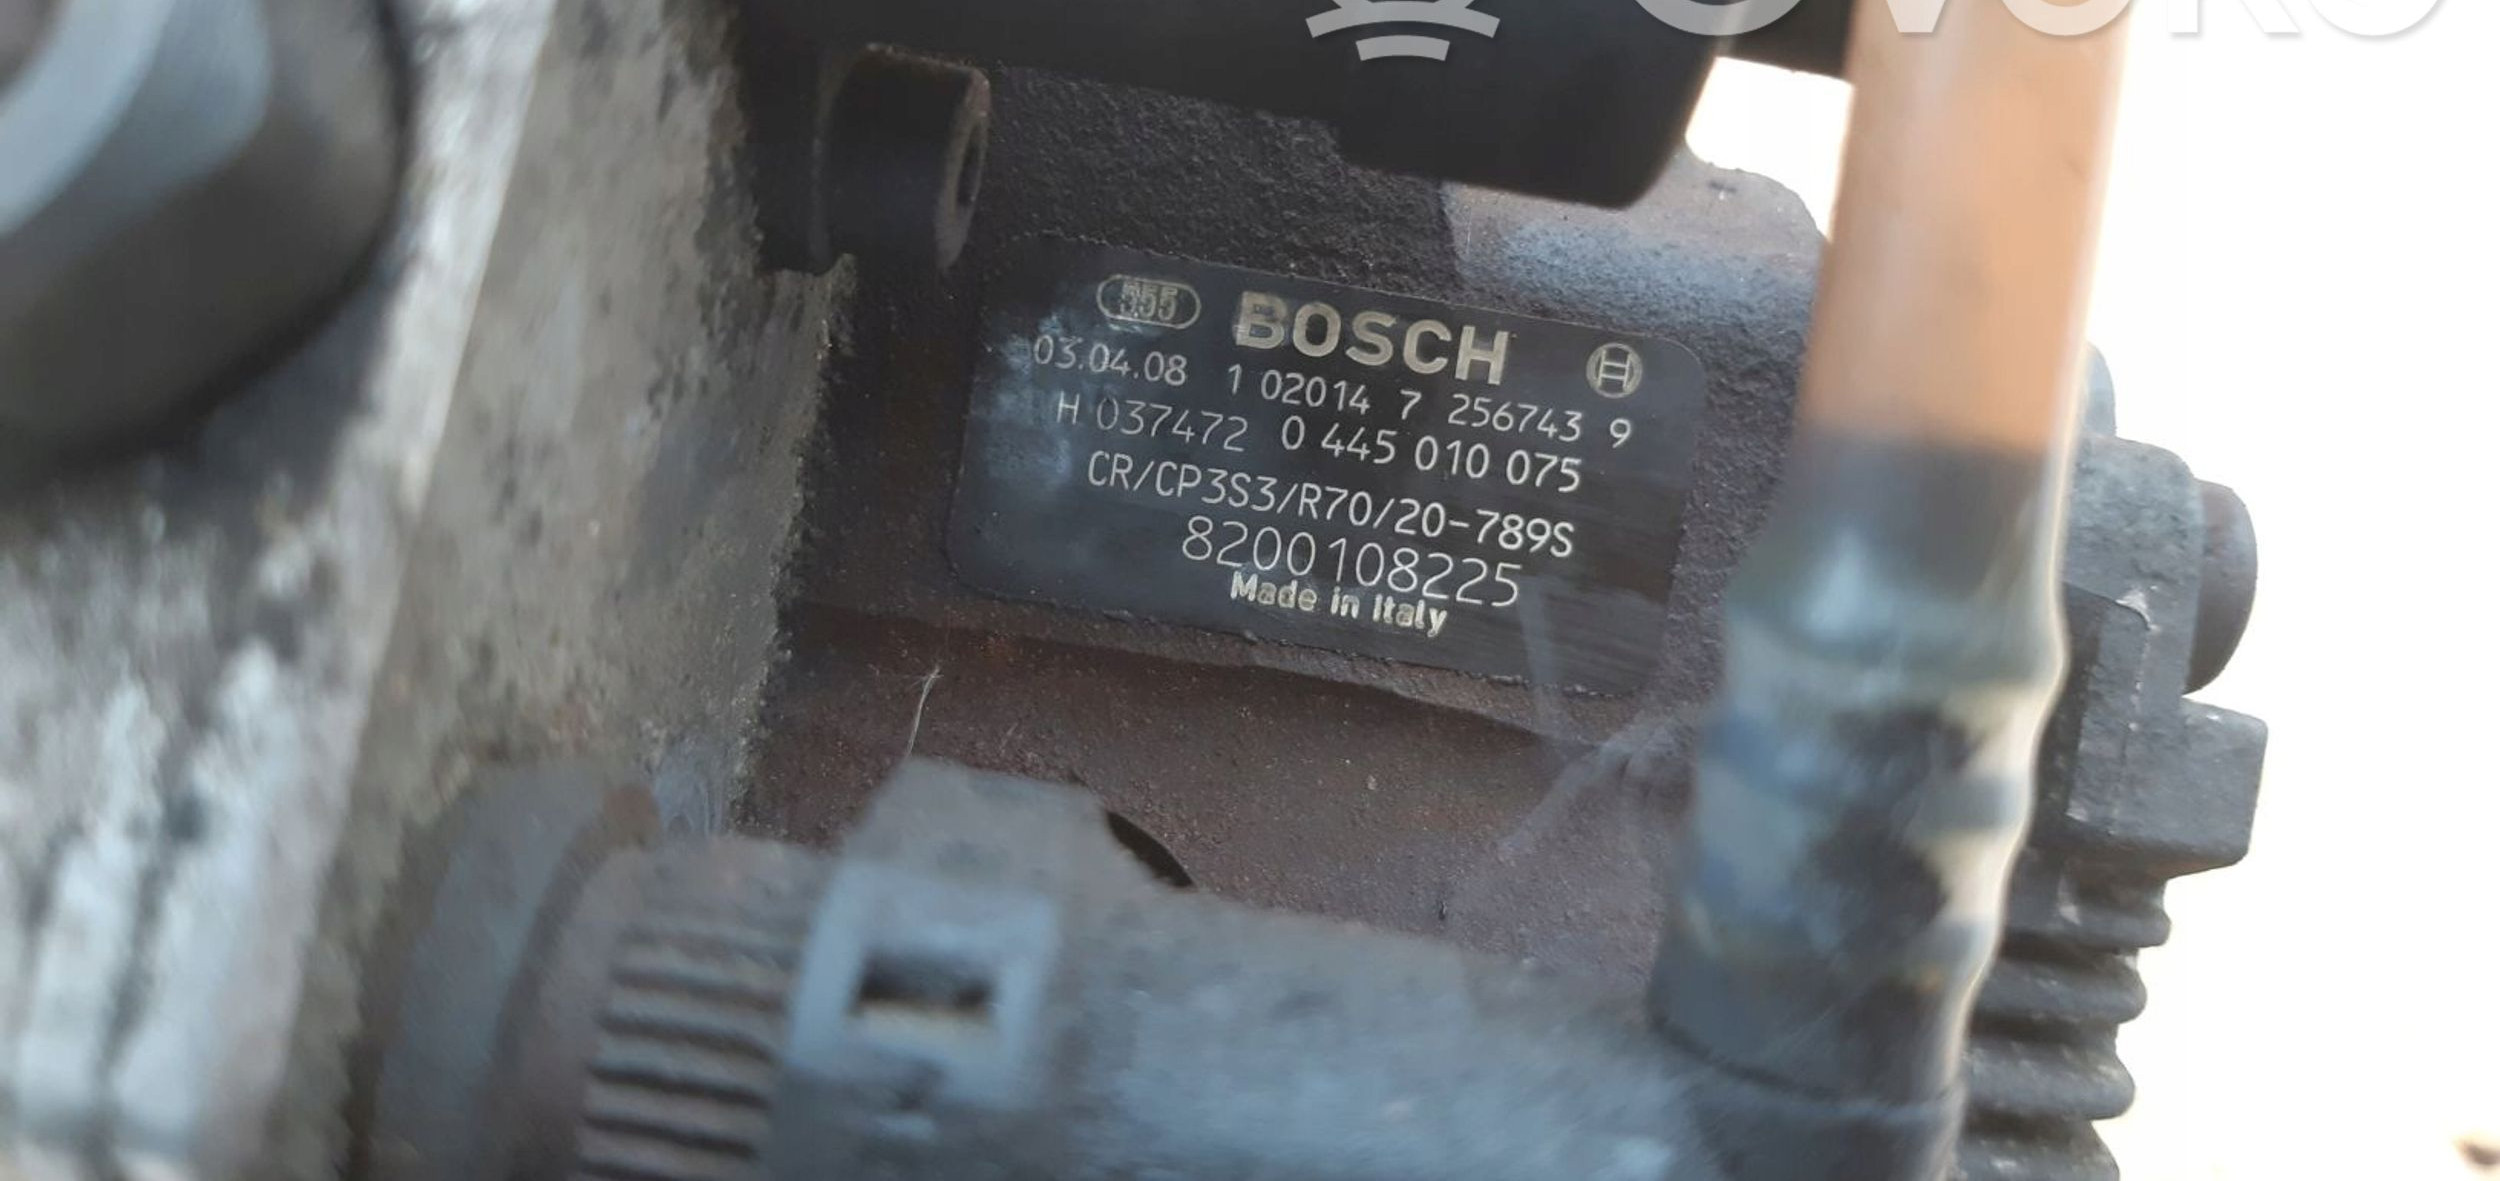 OVOKO
555 BOSCH
03.04.08 1 02014 7 256743 9
H 037472 0 445 010 075
CR/CP3S3/R70/20-789S
8200108225
Made in Italy